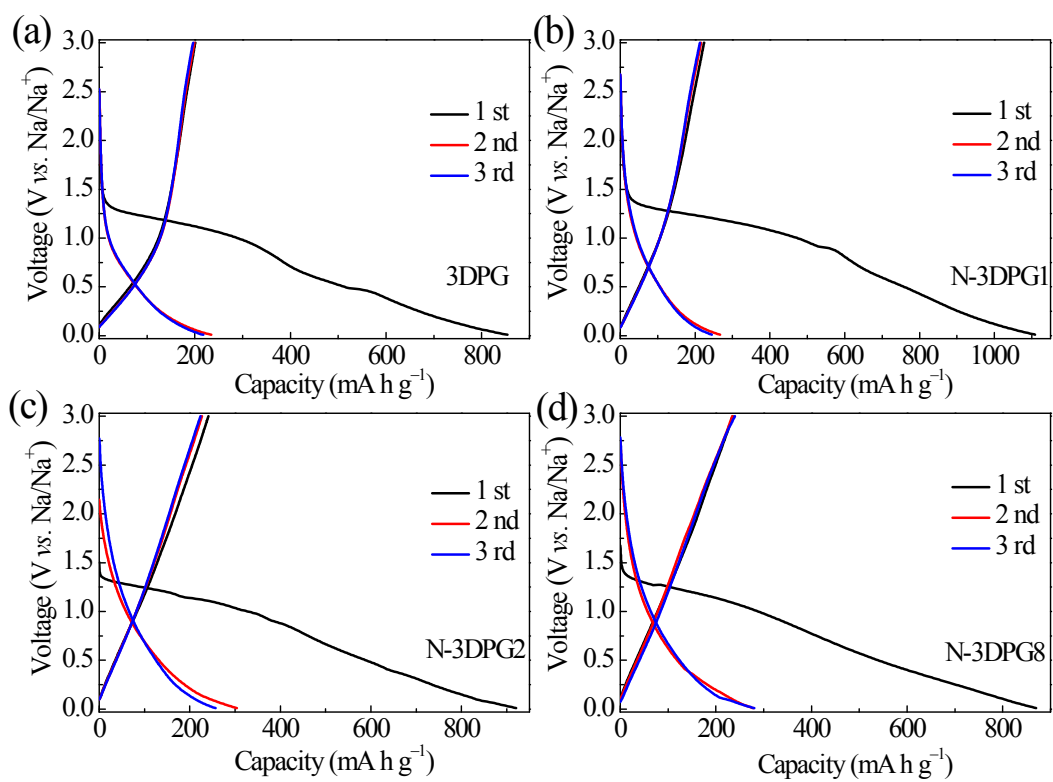 (a)
3.0
2.5
2.0
1.5
1.0
0.5
0.0
Voltage (V vs. Na/Na⁺)
1 st
2 nd
3 rd
3DPG
0 200 400 600 800
Capacity (mA h g⁻¹)
(b)
3.0
2.5
2.0
1.5
1.0
0.5
0.0
Voltage (V vs. Na/Na⁺)
1 st
2 nd
3 rd
N-3DPG1
0 200 400 600 800 1000
Capacity (mA h g⁻¹)
(c)
3.0
2.5
2.0
1.5
1.0
0.5
0.0
Voltage (V vs. Na/Na⁺)
1 st
2 nd
3 rd
N-3DPG2
0 200 400 600 800
Capacity (mA h g⁻¹)
(d)
3.0
2.5
2.0
1.5
1.0
0.5
0.0
Voltage (V vs. Na/Na⁺)
1 st
2 nd
3 rd
N-3DPG8
0 200 400 600 800
Capacity (mA h g⁻¹)